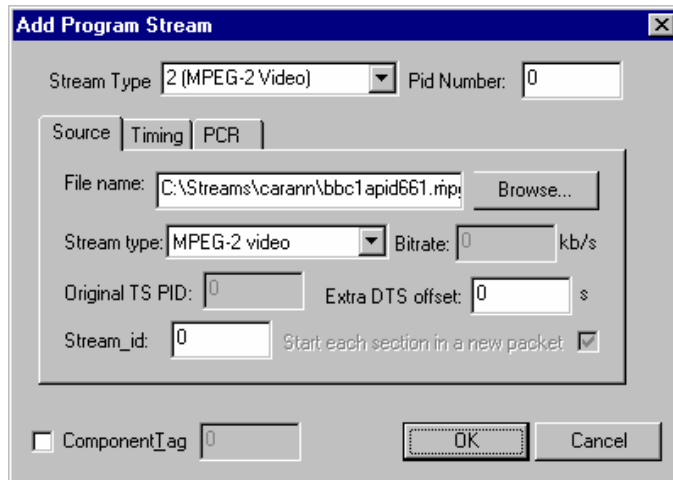 Add Program Stream
Stream Type 2 (MPEG-2 Video) Pid Number: 0
Source Timing PCR
File name: C:\Streams\carann\bbc1apid661.mpg Browse...
Stream type: MPEG-2 video Bitrate: 0 kb/s
Original TS PID: 0 Extra DTS offset: 0 s
Stream_id: 0 Start each section in a new packet
ComponentTag 0 OK Cancel